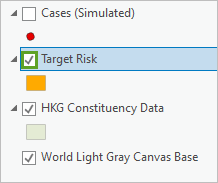 Cases (Simulated)
Target Risk
HKG Constituency Data
World Light Gray Canvas Base